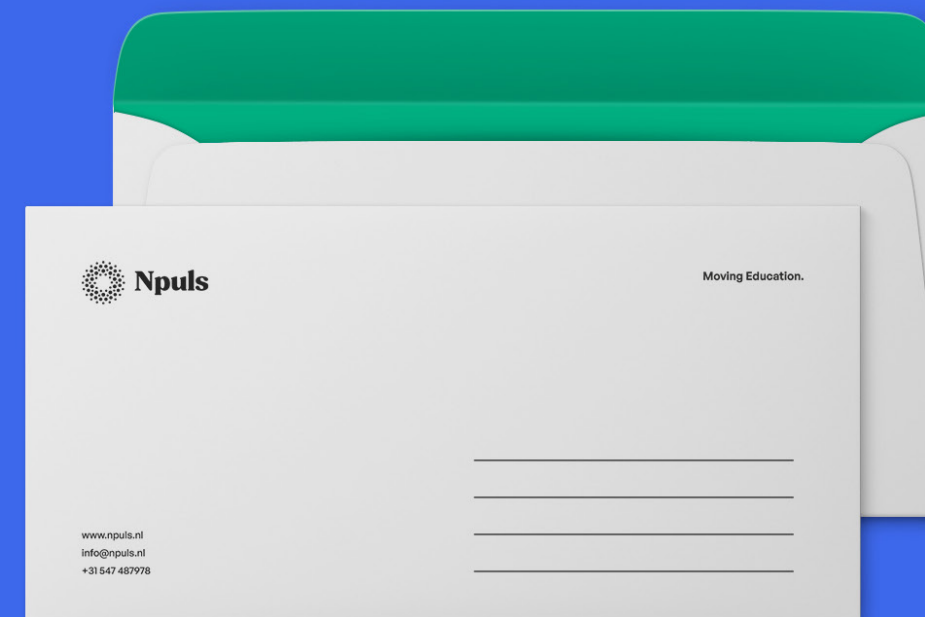 Npuls
Moving Education.
www.npuls.nl
info@npuls.nl
+31 547 487978